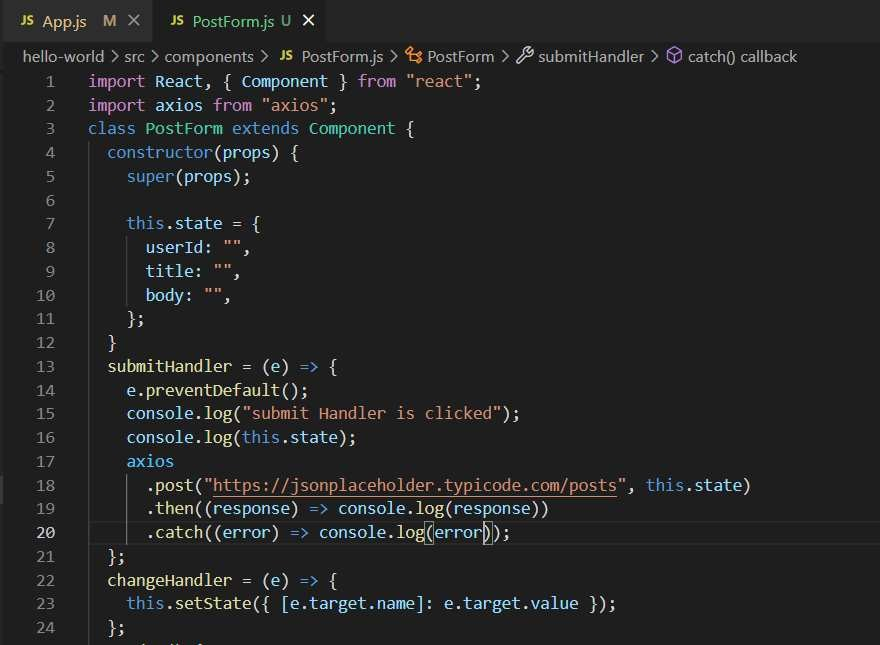 JS App.js M ×
JS PostForm.js U ×
hello-world > src > components > JS PostForm.js > PostForm > submitHandler > catch() callback
1 import React, { Component } from "react";
2 import axios from "axios";
3 class PostForm extends Component {
4 constructor(props) {
5 super(props);
6
7 this.state = {
8 userId: "",
9 title: "",
10 body: "",
11 };
12 }
13 submitHandler = (e) => {
14 e.preventDefault();
15 console.log("submit Handler is clicked");
16 console.log(this.state);
17 axios
18 .post("https://jsonplaceholder.typicode.com/posts", this.state)
19 .then((response) => console.log(response))
20 .catch((error) => console.log(error));
21 };
22 changeHandler = (e) => {
23 this.setState({ [e.target.name]: e.target.value });
24 };